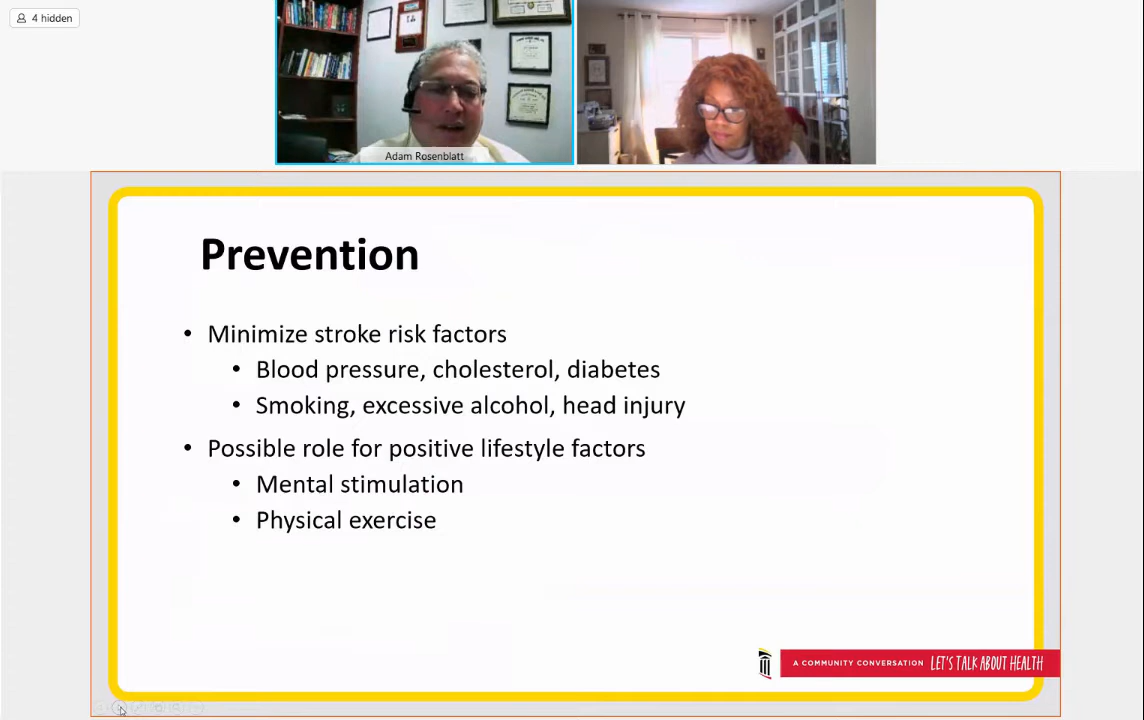 4 hidden
Adam Rosenblatt
Prevention
• Minimize stroke risk factors
• Blood pressure, cholesterol, diabetes
• Smoking, excessive alcohol, head injury
• Possible role for positive lifestyle factors
• Mental stimulation
• Physical exercise
A COMMUNITY CONVERSATION LET'S TALK ABOUT HEALTH